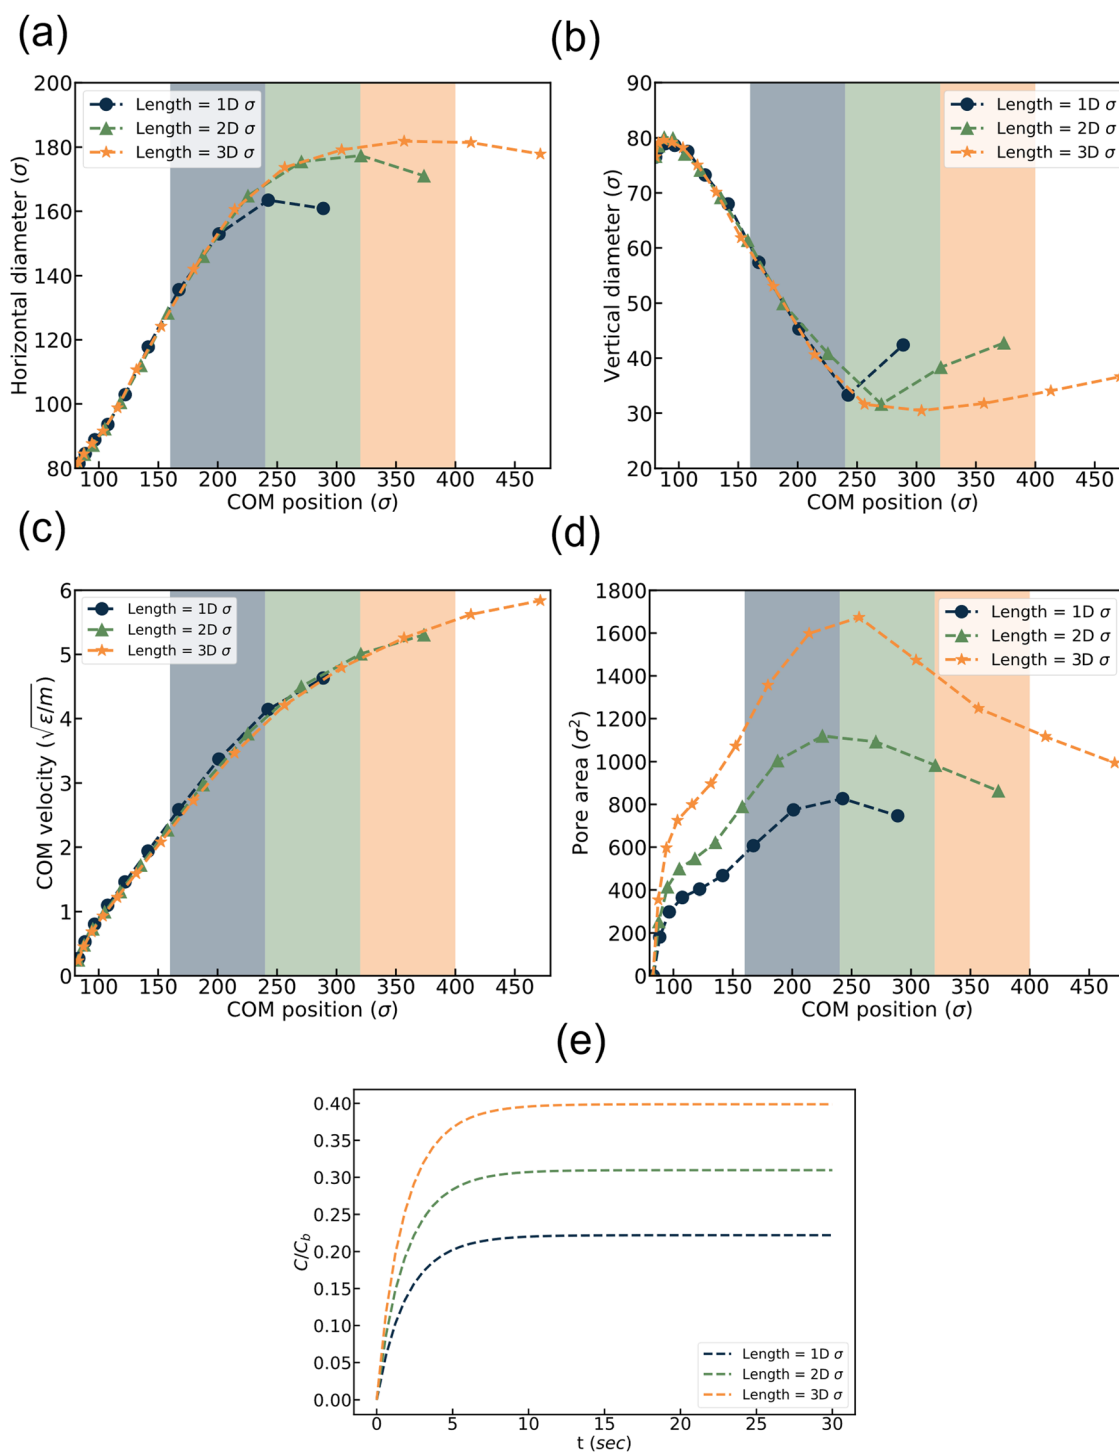 (a)
200
180
160
140
120
100
80
Horizontal diameter (σ)
Length = 1D σ
Length = 2D σ
Length = 3D σ
100 150 200 250 300 350 400 450
COM position (σ)
(b)
90
80
70
60
50
40
30
20
Vertical diameter (σ)
Length = 1D σ
Length = 2D σ
Length = 3D σ
100 150 200 250 300 350 400 450
COM position (σ)
(c)
6
5
4
3
2
1
0
COM velocity (√ε/m)
Length = 1D σ
Length = 2D σ
Length = 3D σ
100 150 200 250 300 350 400 450
COM position (σ)
(d)
1800
1600
1400
1200
1000
800
600
400
200
0
Pore area (σ²)
Length = 1D σ
Length = 2D σ
Length = 3D σ
100 150 200 250 300 350 400 450
COM position (σ)
(e)
0.40
0.35
0.30
0.25
0.20
0.15
0.10
0.05
0.00
C/C_b
Length = 1D σ
Length = 2D σ
Length = 3D σ
0 5 10 15 20 25 30
t (sec)